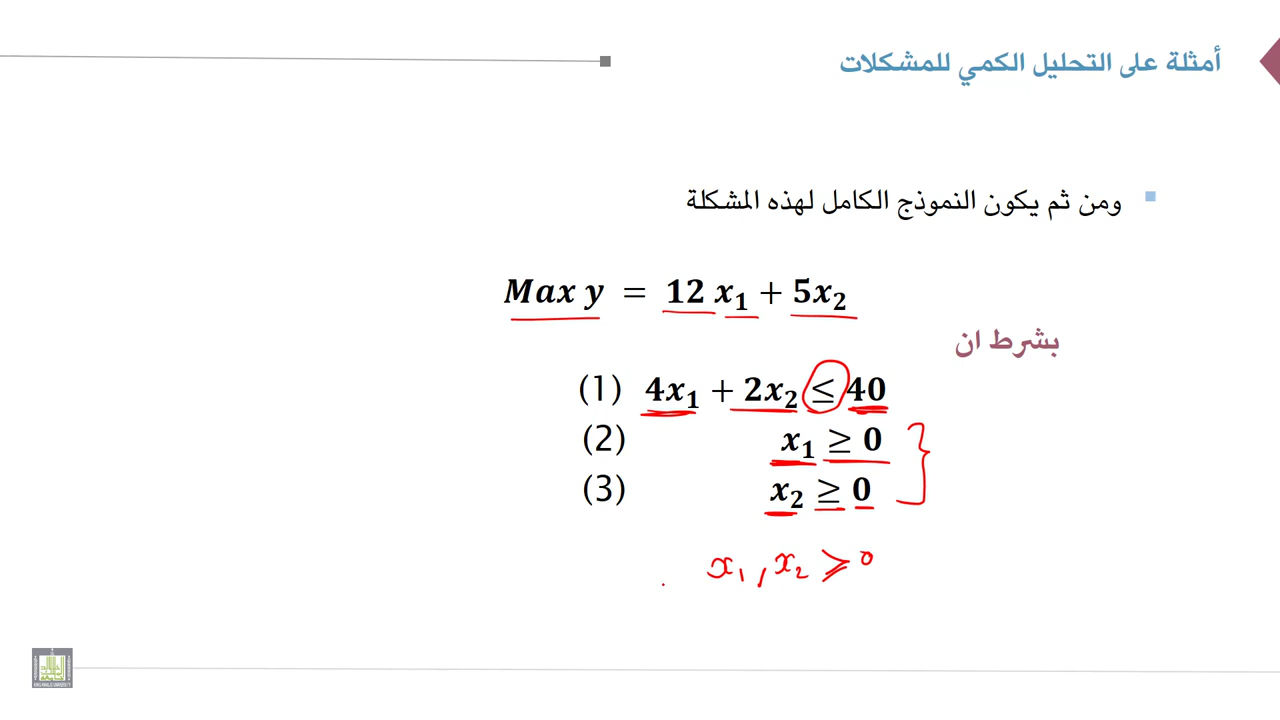 أمثلة على التحليل الكمي للمشكلات
ومن ثم يكون النموذج الكامل لهذه المشكلة
Max y = 12 x₁ + 5x₂
بشرط ان
(1) 4x₁ + 2x₂ ≤ 40
(2) x₁ ≥ 0
(3) x₂ ≥ 0
x₁ , x₂ ≥ 0